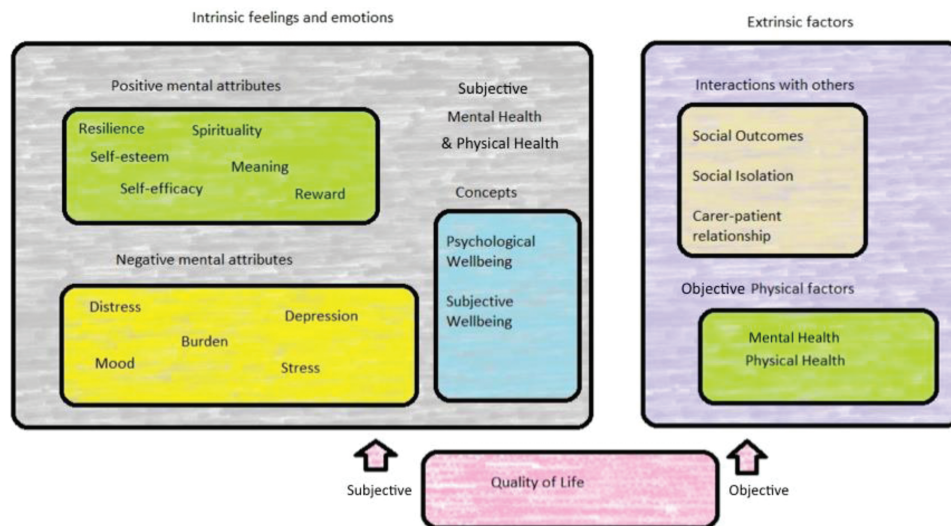 Intrinsic feelings and emotions
Positive mental attributes
Resilience
Spirituality
Self-esteem
Meaning
Self-efficacy
Reward
Subjective
Mental Health
& Physical Health
Concepts
Psychological
Wellbeing
Subjective
Wellbeing
Negative mental attributes
Distress
Depression
Burden
Mood
Stress
Extrinsic factors
Interactions with others
Social Outcomes
Social Isolation
Carer-patient
relationship
Objective Physical factors
Mental Health
Physical Health
Subjective
Quality of Life
Objective